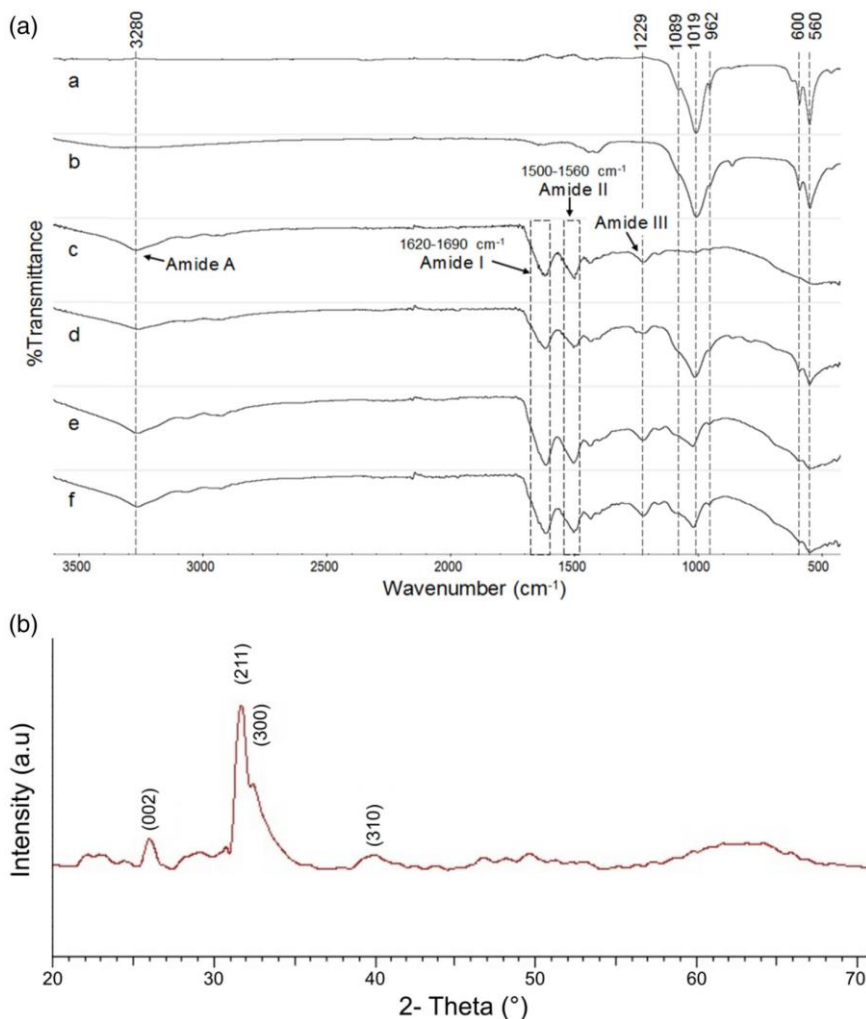 (a)
3280
1229
1089
1019
962
600
560
a
b
1500-1560 cm-1
Amide II
c
Amide III
1620-1690 cm-1
Amide A
Amide I
%Transmittance
d
e
f
3500 3000 2500 2000 1500 1000 500
Wavenumber (cm-1)
(b)
(211)
(300)
(002)
(310)
Intensity (a.u)
20 30 40 50 60 70
2- Theta (°)